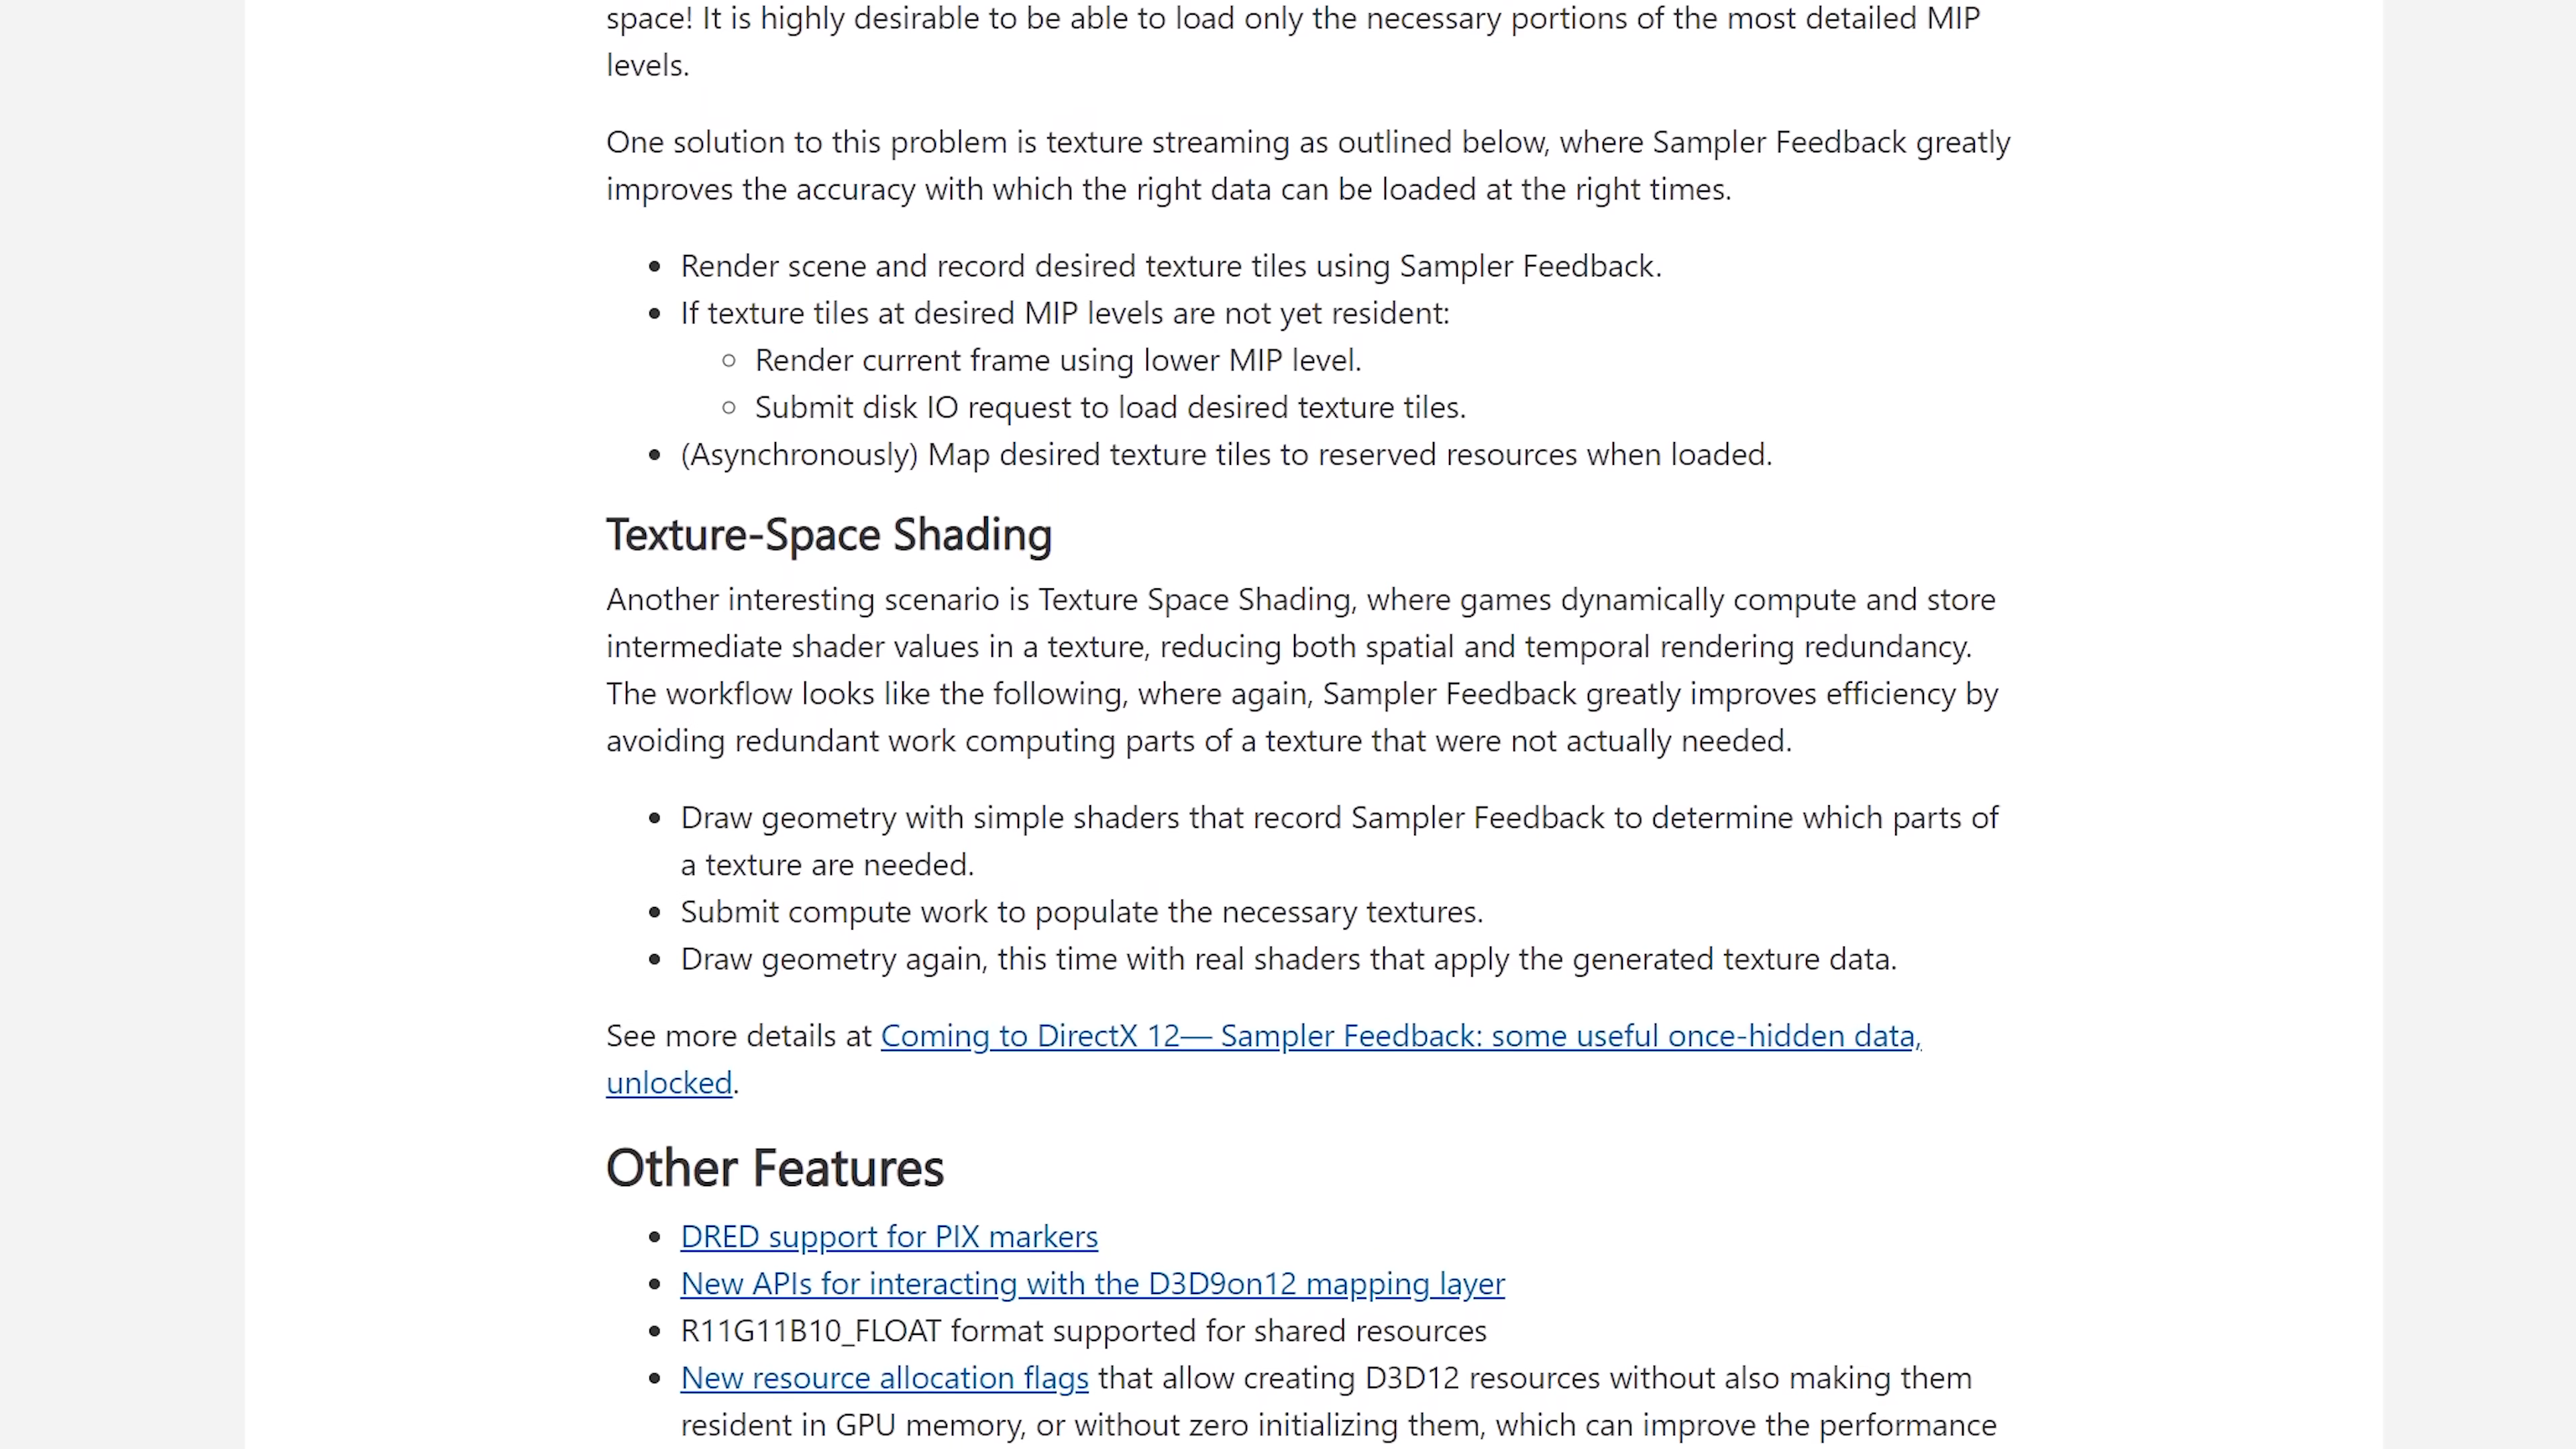 space! It is highly desirable to be able to load only the necessary portions of the most detailed MIP
levels.
One solution to this problem is texture streaming as outlined below, where Sampler Feedback greatly
improves the accuracy with which the right data can be loaded at the right times.
Render scene and record desired texture tiles using Sampler Feedback.
If texture tiles at desired MIP levels are not yet resident:
Render current frame using lower MIP level.
Submit disk IO request to load desired texture tiles.
(Asynchronously) Map desired texture tiles to reserved resources when loaded.
Texture-Space Shading
Another interesting scenario is Texture Space Shading, where games dynamically compute and store
intermediate shader values in a texture, reducing both spatial and temporal rendering redundancy.
The workflow looks like the following, where again, Sampler Feedback greatly improves efficiency by
avoiding redundant work computing parts of a texture that were not actually needed.
Draw geometry with simple shaders that record Sampler Feedback to determine which parts of
a texture are needed.
Submit compute work to populate the necessary textures.
Draw geometry again, this time with real shaders that apply the generated texture data.
See more details at Coming to DirectX 12— Sampler Feedback: some useful once-hidden data,
unlocked.
Other Features
DRED support for PIX markers
New APIs for interacting with the D3D9on12 mapping layer
R11G11B10_FLOAT format supported for shared resources
New resource allocation flags that allow creating D3D12 resources without also making them
resident in GPU memory, or without zero initializing them, which can improve the performance